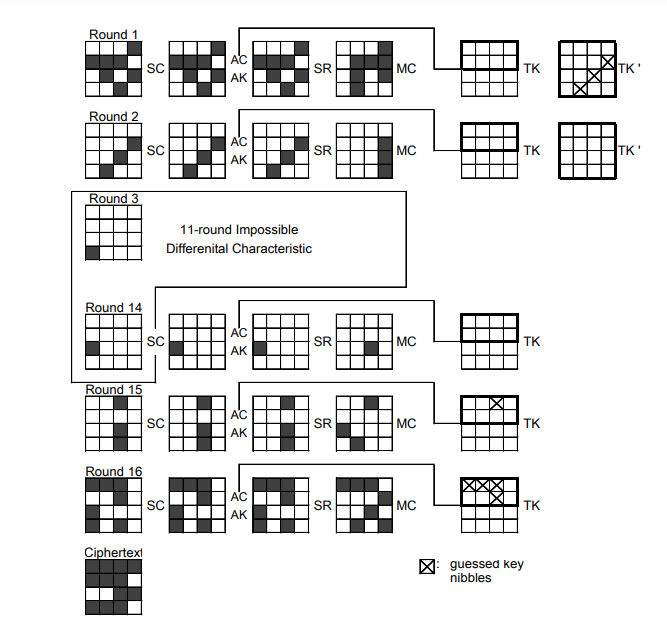 Round 1
SC AC AK SR MC TK TK '
Round 2
SC AC AK SR MC TK TK '
Round 3
11-round Impossible
Differenital Characteristic
Round 14
SC AC AK SR MC TK
Round 15
SC AC AK SR MC TK
Round 16
SC AC AK SR MC TK
Ciphertext
: guessed key
nibbles